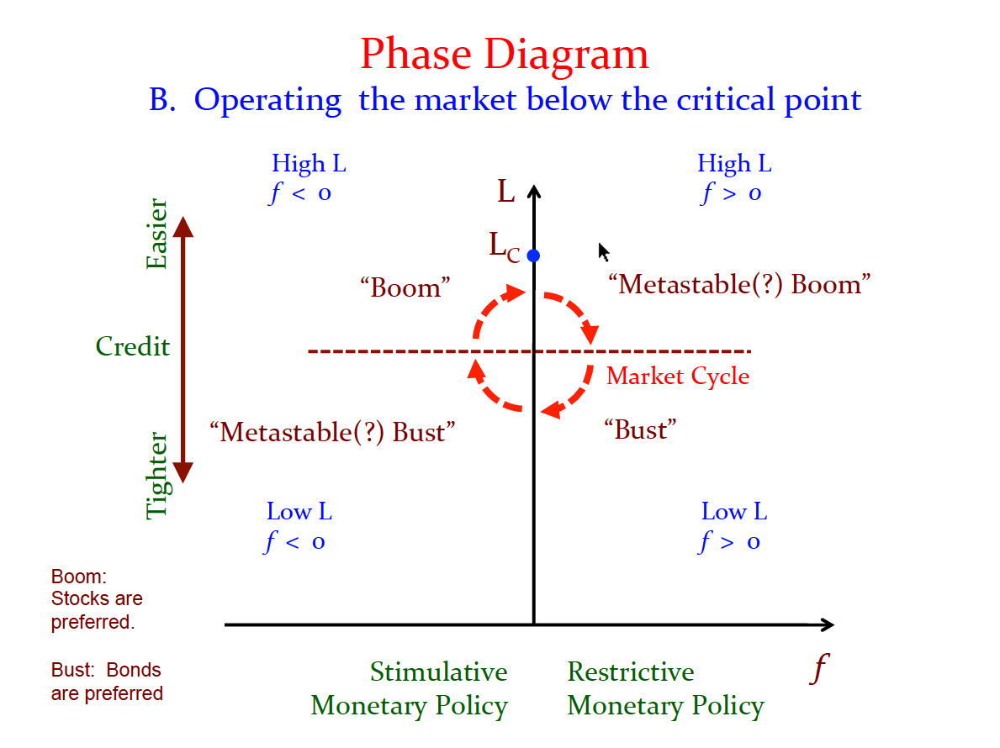 Phase Diagram
B. Operating the market below the critical point
High L
f < 0
High L
f > 0
L
L_C
Easier
Credit
Tighter
“Boom”
“Metastable(?) Boom”
Market Cycle
“Metastable(?) Bust”
“Bust”
Low L
f < 0
Low L
f > 0
Boom:
Stocks are
preferred.
Bust: Bonds
are preferred
Stimulative
Monetary Policy
Restrictive
Monetary Policy
f